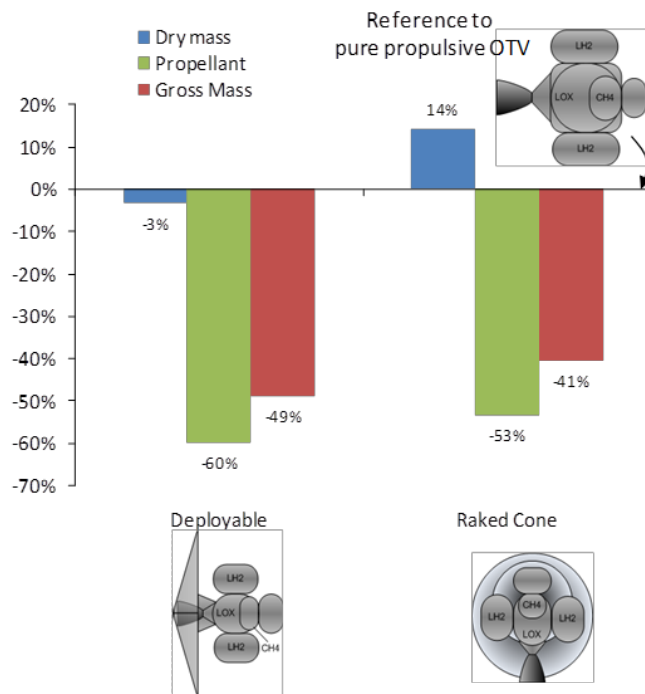 Reference to
pure propulsive OTV
Dry mass
Propellant
Gross Mass
LH2
LOX
CH4
LH2
20%
10%
0%
-10%
-20%
-30%
-40%
-50%
-60%
-70%
14%
-3%
-60%
-49%
-53%
-41%
Deployable
Raked Cone
LH2
LOX
LH2
CH4
CH4
LH2
LH2
LOX